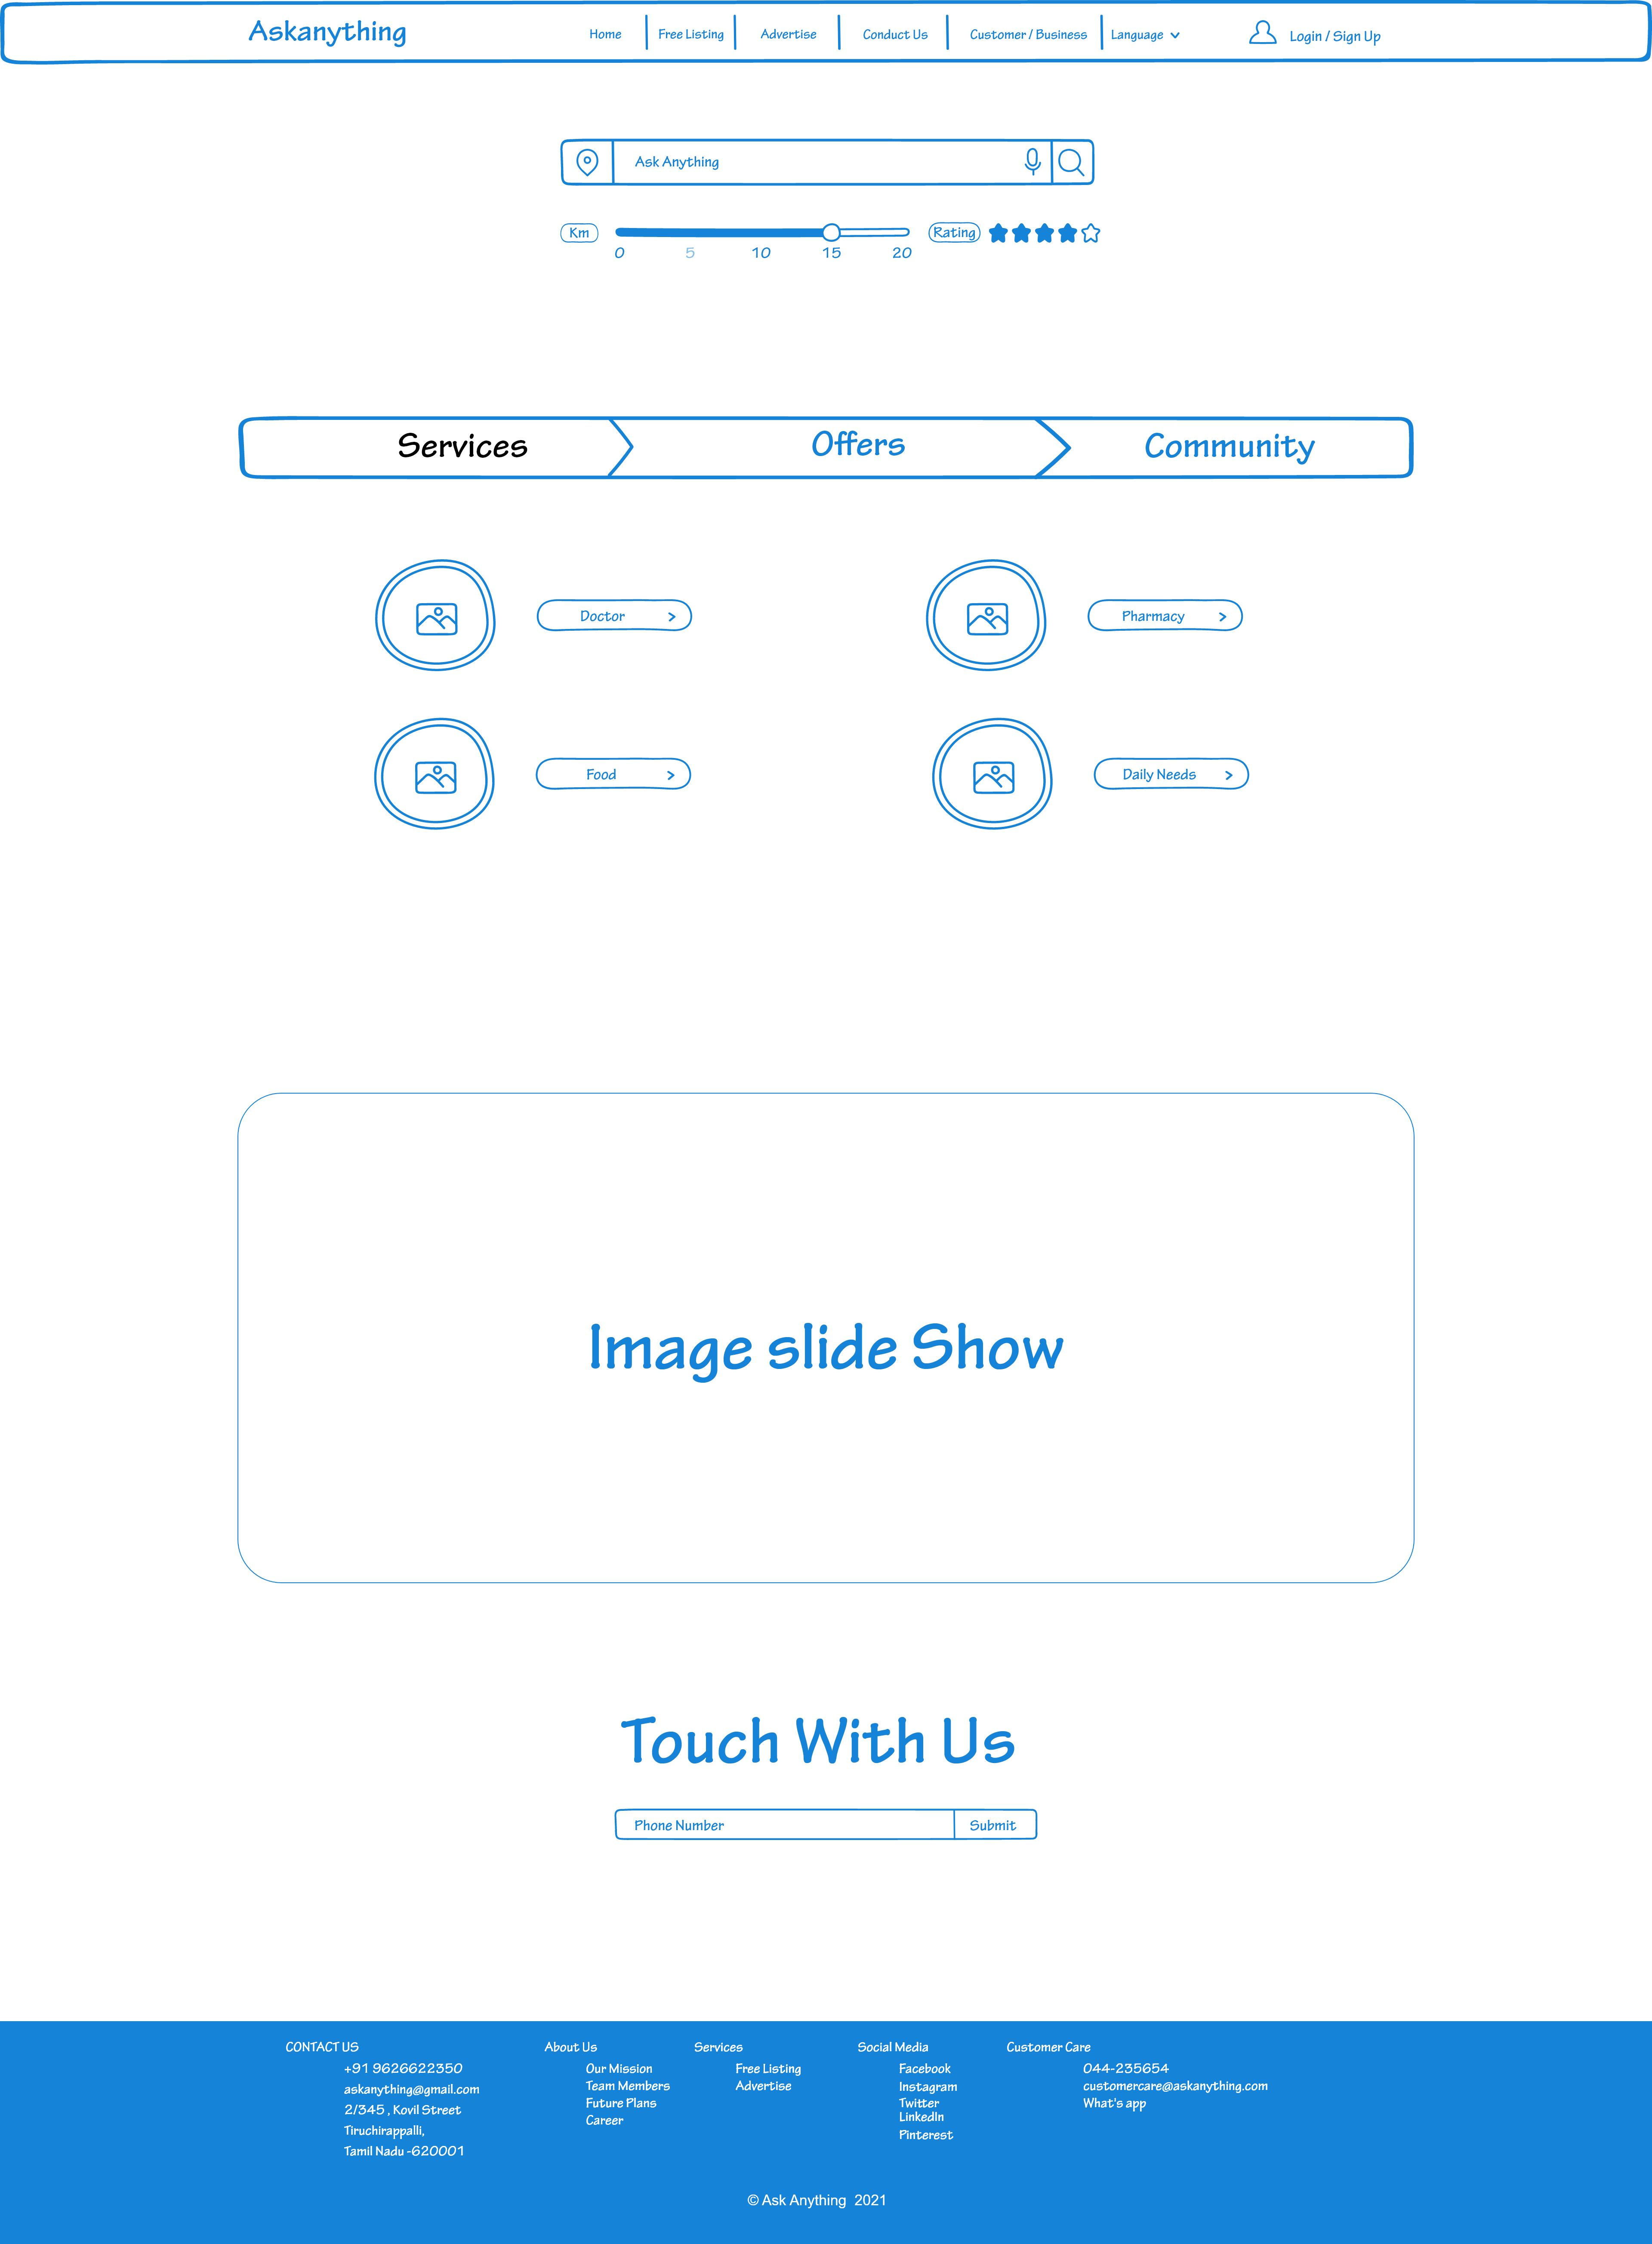 Askanything
Home
Free Listing
Advertise
Conduct Us
Customer / Business
Language
Login / Sign Up
Ask Anything
Km
0 5 10 15 20
Rating
Services
Offers
Community
Doctor
Pharmacy
Food
Daily Needs
Image slide Show
Touch With Us
Phone Number
Submit
CONTACT US
+91 9626622350
askanything@gmail.com
2/345 , Kovil Street
Tiruchirappalli,
Tamil Nadu -620001
About Us
Our Mission
Team Members
Future Plans
Career
Services
Free Listing
Advertise
Social Media
Facebook
Instagram
Twitter
LinkedIn
Pinterest
Customer Care
044-235654
customercare@askanything.com
What's app
© Ask Anything 2021